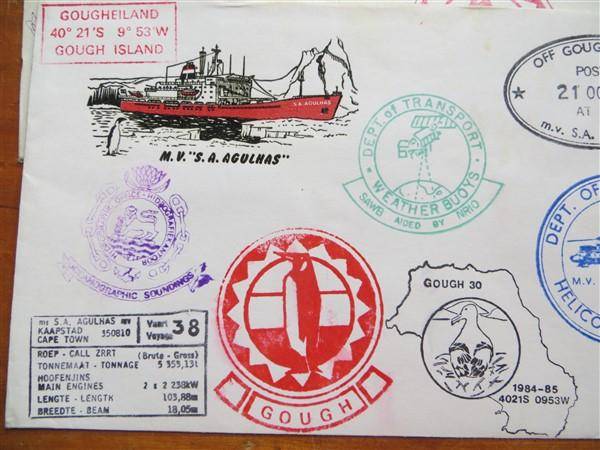 GOUGHEILAND
40° 21'S 9° 53'W
GOUGH ISLAND
S.A. AGULHAS
M.V. "S.A. AGULHAS"
DEPT. of TRANSPORT
WEATHER BUOYS
SAWB AIDED BY NRIO
OFF GOUG
POS
★ 21 OC
AT
m.v. S.A.
HIDROGRAFIEKANTOOR
OCEANOGRAPHIC SOUNDINGS
GOUGH
DEPT. OF
M.V.
HELICO
GOUGH 30
1984-85
4021S 0953W
ms S.A. AGULHAS mv
KAAPSTAD 350810
CAPE TOWN
Vaart 38
Voyage
ROEP - CALL ZRRT (Bruto - Gross)
TONNEMAAT - TONNAGE 5 353,13t
HOOFENJINS
MAIN ENGINES 2 x 2 238kW
LENGTE - LENGTH 103,88m
BREEDTE - BEAM 18,05m